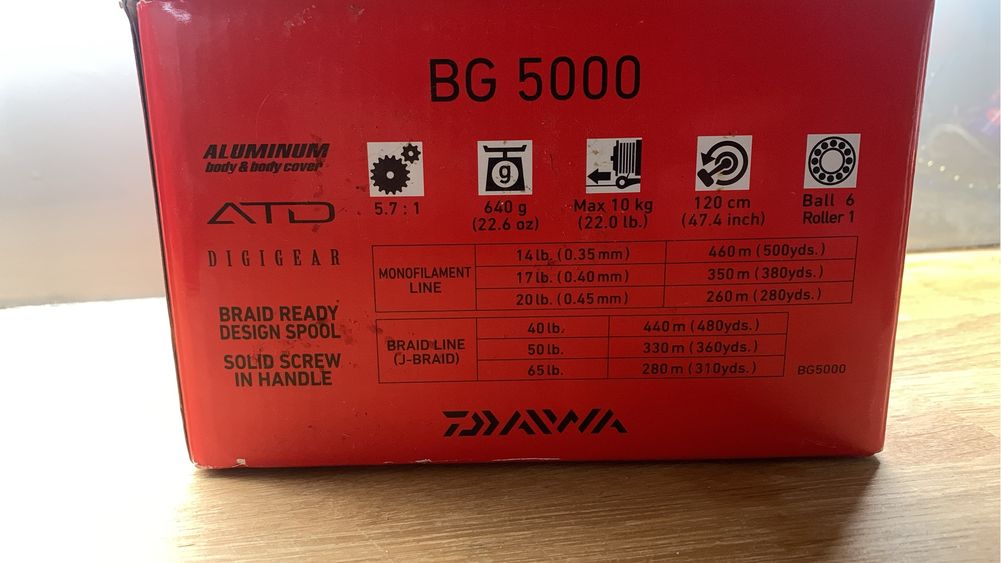 BG 5000
ALUMINUM
body & body cover
ATD
DIGIGEAR
BRAID READY
DESIGN SPOOL
SOLID SCREW
IN HANDLE
5.7 : 1
g
640 g
(22.6 oz)
Max 10 kg
(22.0 lb.)
120 cm
(47.4 inch)
Ball 6
Roller 1
MONOFILAMENT
LINE
14 lb. (0.35 mm) 460 m (500yds.)
17 lb. (0.40 mm) 350 m (380yds.)
20 lb. (0.45 mm) 260 m (280yds.)
BRAID LINE
(J-BRAID)
40 lb. 440 m (480yds.)
50 lb. 330 m (360yds.)
65 lb. 280 m (310yds.)
BG5000
DAIWA